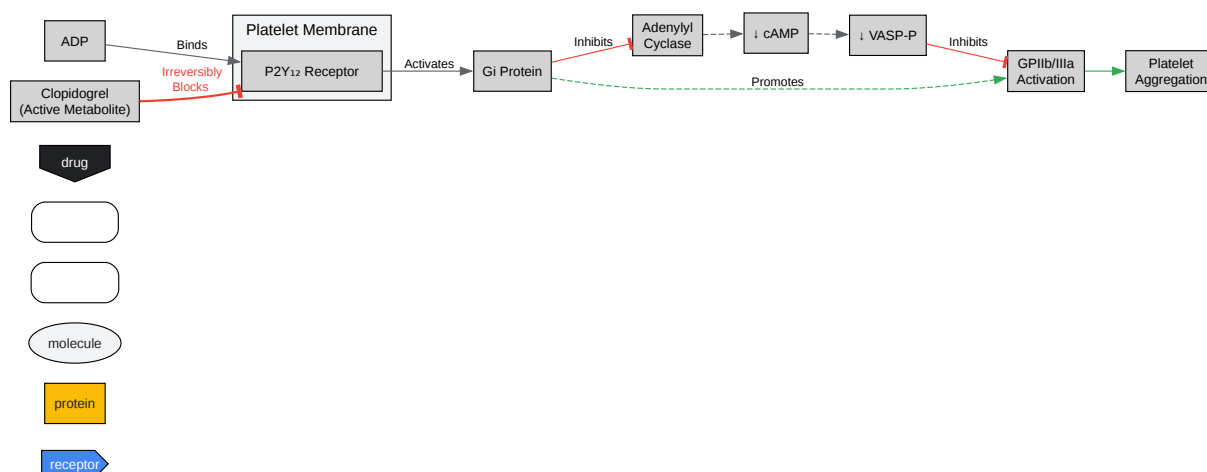 ADP
Binds
Platelet Membrane
P2Y₁₂ Receptor
Irreversibly
Blocks
Clopidogrel
(Active Metabolite)
Activates
Gi Protein
Inhibits
Adenylyl
Cyclase
↓ cAMP
↓ VASP-P
Inhibits
Promotes
GPIIb/IIIa
Activation
Platelet
Aggregation
drug
molecule
protein
receptor